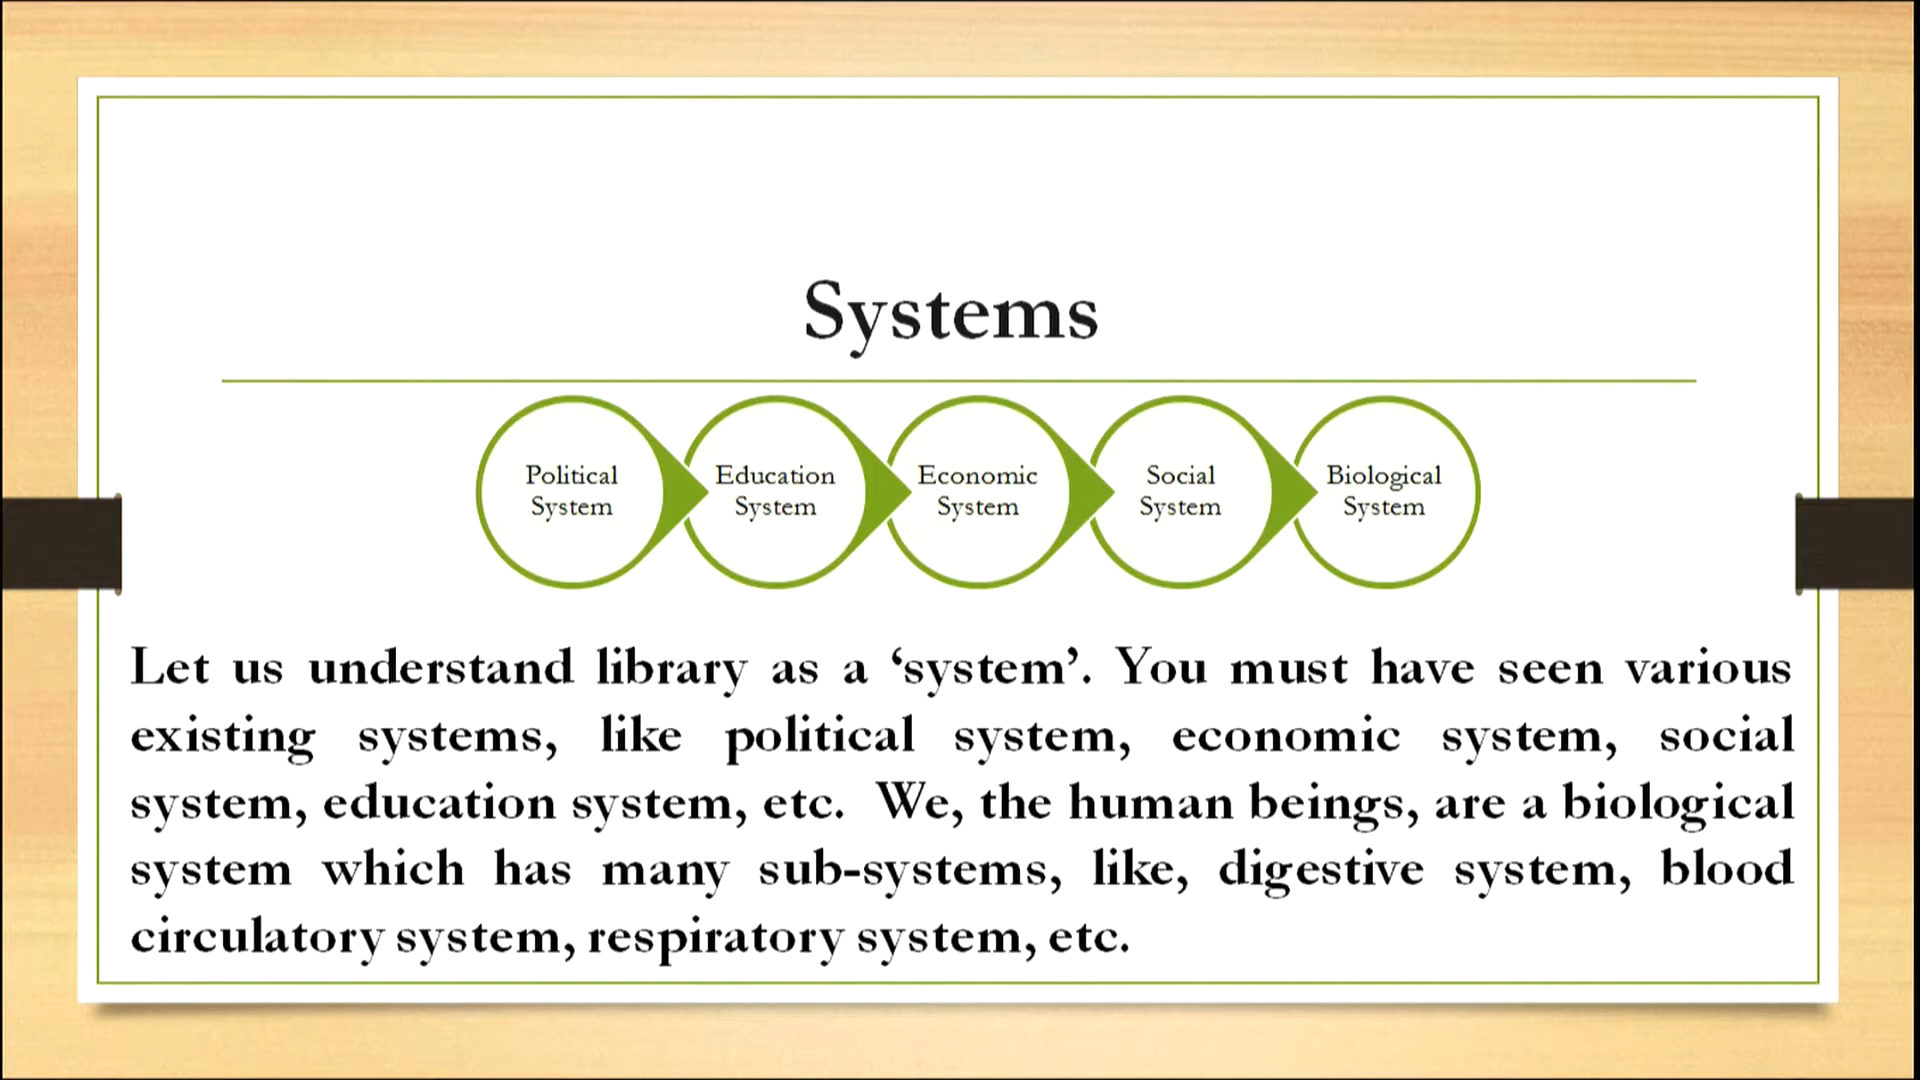 Systems
Political
System
Education
System
Economic
System
Social
System
Biological
System
Let us understand library as a ‘system’. You must have seen various
existing systems, like political system, economic system, social
system, education system, etc.  We, the human beings, are a biological
system which has many sub-systems, like, digestive system, blood
circulatory system, respiratory system, etc.